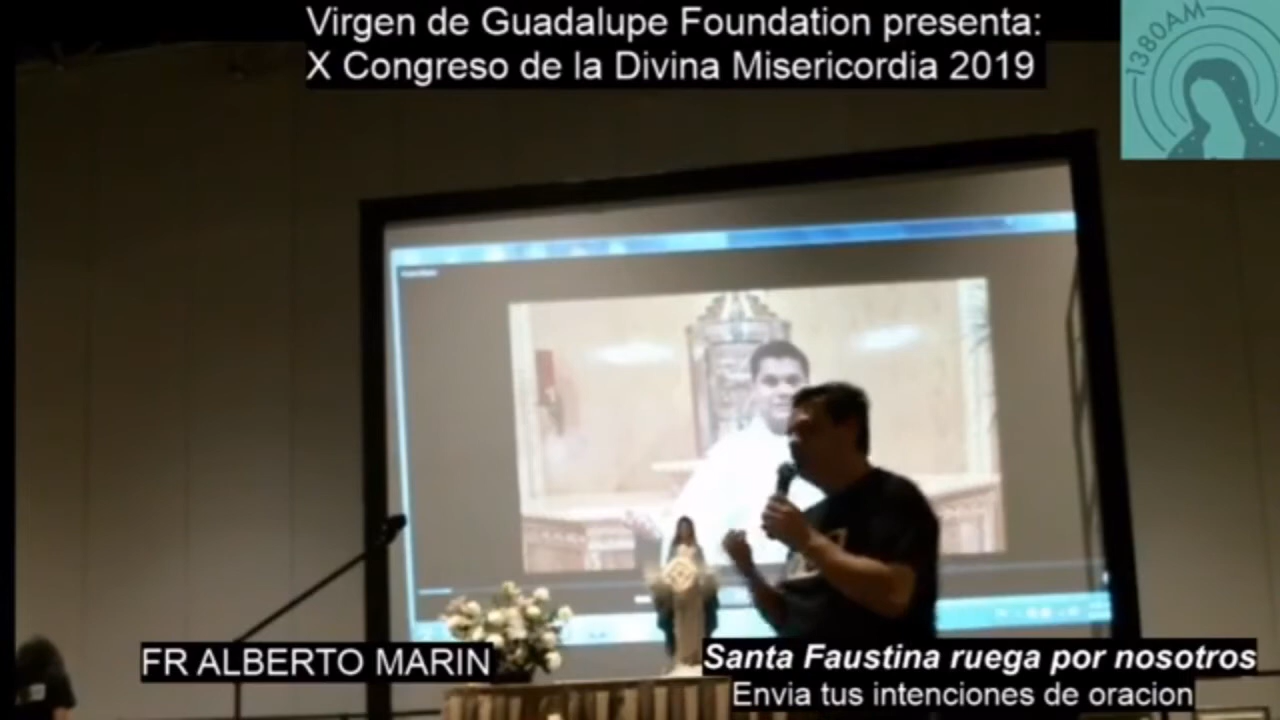 Virgen de Guadalupe Foundation presenta:
X Congreso de la Divina Misericordia 2019
1380AM
FR ALBERTO MARIN
Santa Faustina ruega por nosotros
Envia tus intenciones de oracion